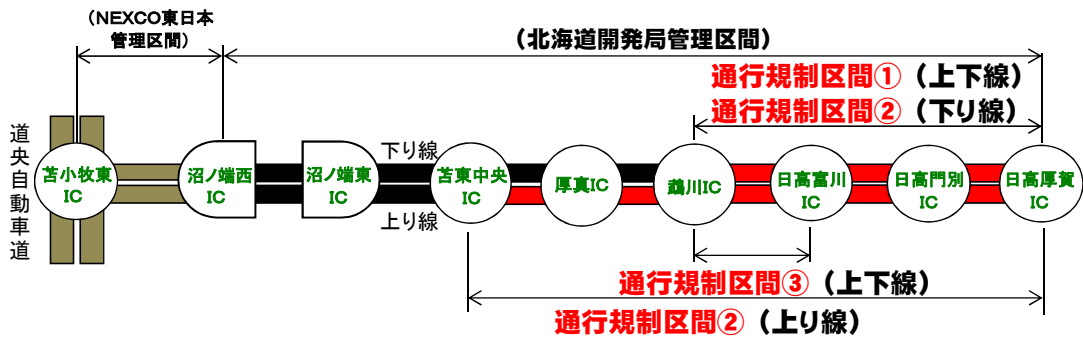 (NEXCO東日本
管理区間)
(北海道開発局管理区間)
通行規制区間①(上下線)
通行規制区間②(下り線)
道央自動車道
下り線
苫小牧東
IC
沼ノ端西
IC
沼ノ端東
IC
苫東中央
IC
厚真IC
鵡川IC
日高富川
IC
日高門別
IC
日高厚賀
IC
上り線
通行規制区間③(上下線)
通行規制区間②(上り線)